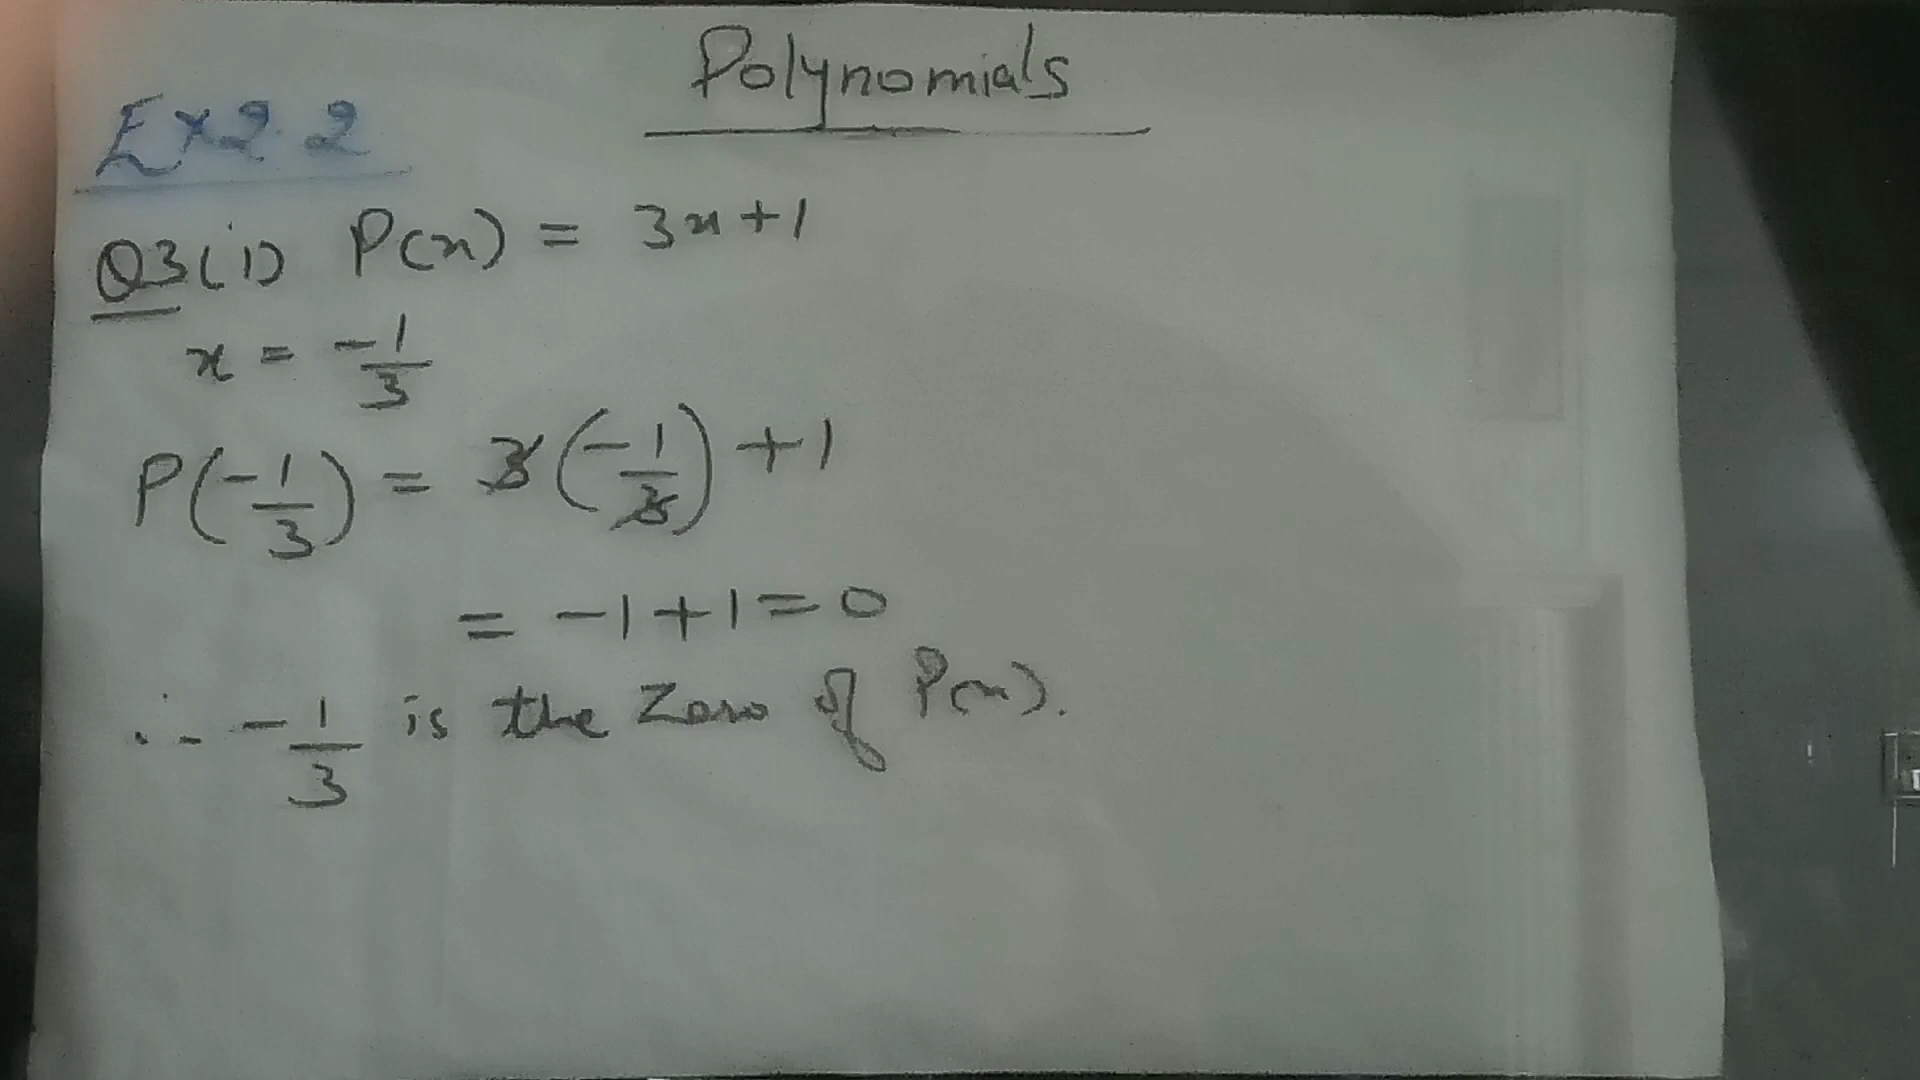 Polynomials
Ex 2.2
Q3(i) P(x) = 3x+1
x = -1/3
P(-1/3) = 3(-1/3) +1
= -1+1=0
∴ -1/3 is the Zero of P(x).